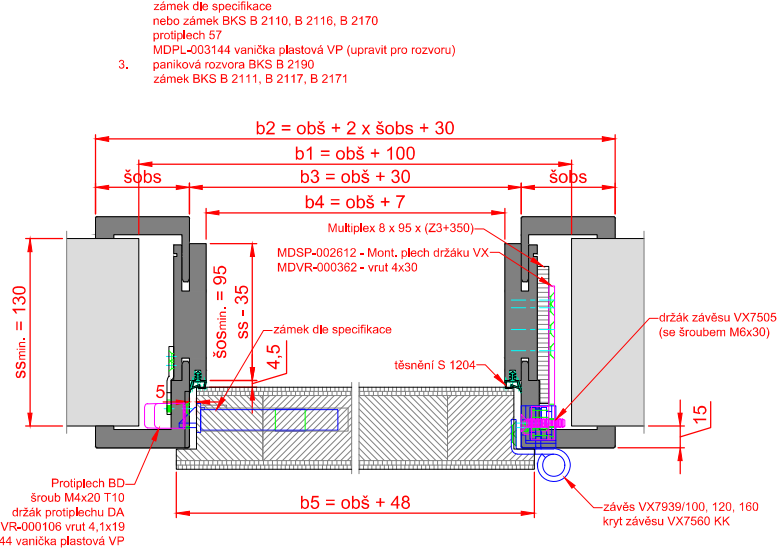 zámek dle specifikace
nebo zámek BKS B 2110, B 2116, B 2170
protiplech 57
MDPL-003144 vanička plastová VP (upravit pro rozvoru)
3. paniková rozvora BKS B 2190
zámek BKS B 2111, B 2117, B 2171
b2 = obš + 2 x šobs + 30
b1 = obš + 100
šobs
b3 = obš + 30
šobs
b4 = obš + 7
Multiplex 8 x 95 x (Z3+350)
MDSP-002612 - Mont. plech držáku VX
MDVR-000362 - vrut 4x30
ssmin. = 130
šosmin. = 95
ss - 35
držák závěsu VX7505
(se šroubem M6x30)
zámek dle specifikace
4,5
těsnění S 1204
5
15
Protiplech BD
šroub M4x20 T10
držák protiplechu DA
VR-000106 vrut 4,1x19
44 vanička plastová VP
b5 = obš + 48
závěs VX7939/100, 120, 160
kryt závěsu VX7560 KK